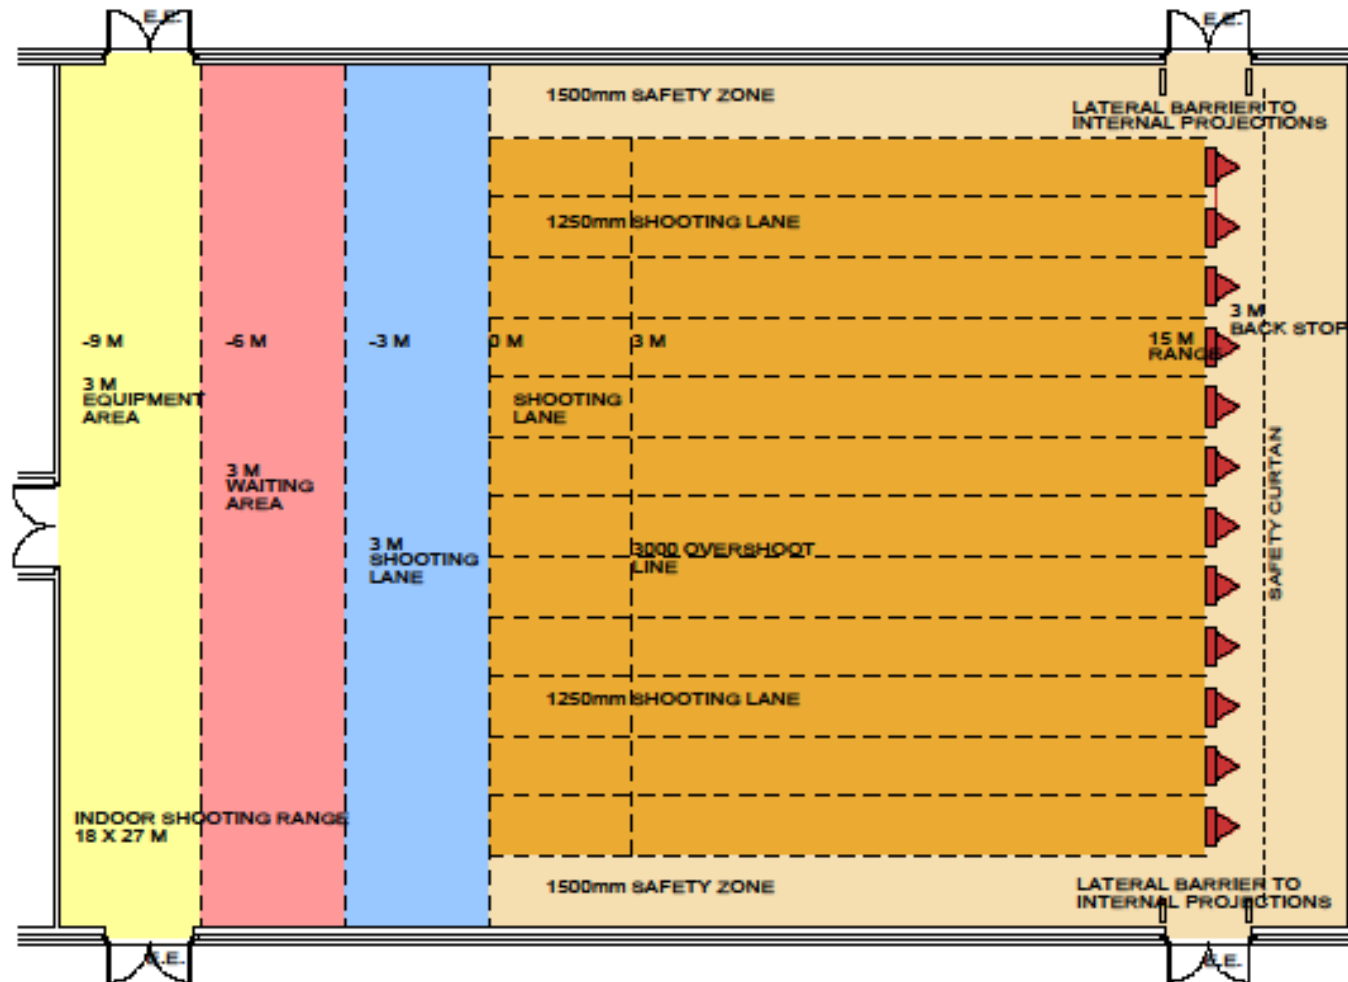 E.E.
E.E.
1500mm SAFETY ZONE
LATERAL BARRIER TO
INTERNAL PROJECTIONS
1250mm SHOOTING LANE
-9 M
-6 M
-3 M
0 M
3 M
15 M
RANGE
3 M
BACK STOP
3 M
EQUIPMENT
AREA
SHOOTING
LANE
3 M
WAITING
AREA
SAFETY CURTAN
3 M
SHOOTING
LANE
3000 OVERSHOOT
LINE
1250mm SHOOTING LANE
INDOOR SHOOTING RANGE
18 X 27 M
1500mm SAFETY ZONE
LATERAL BARRIER TO
INTERNAL PROJECTIONS
E.E.
E.E.